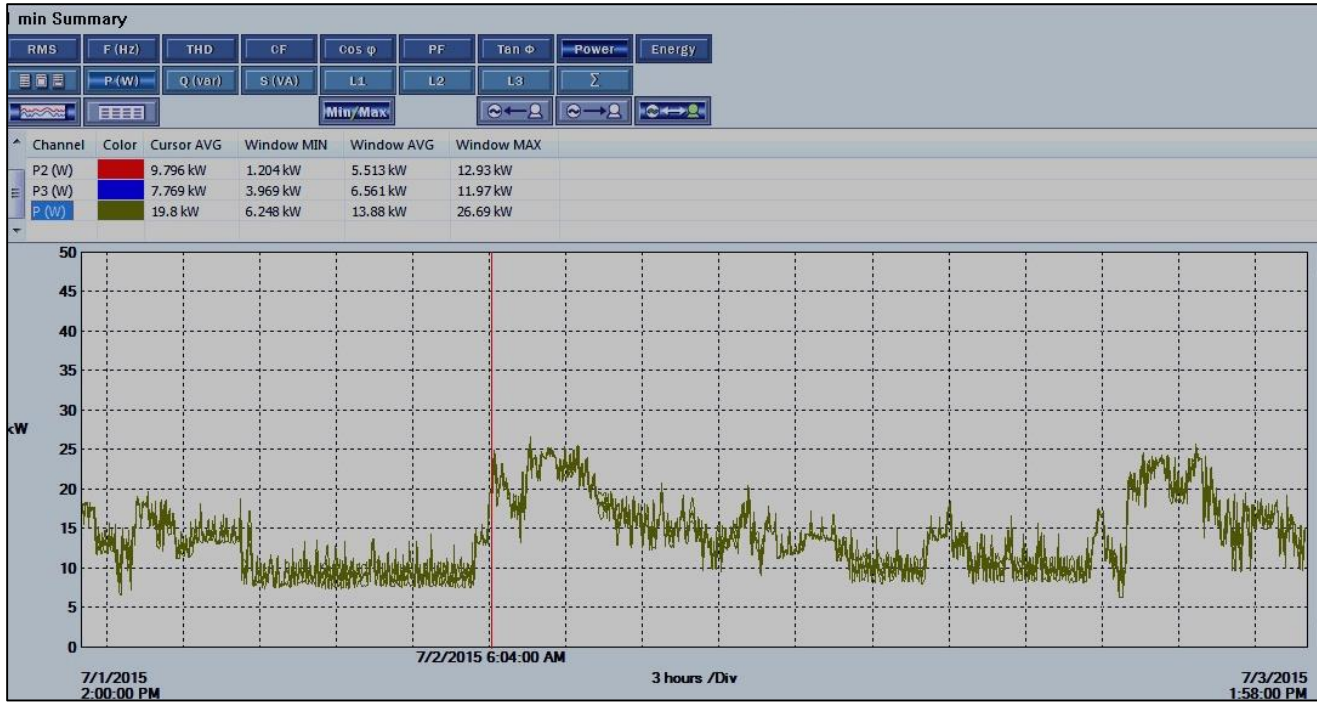 min Summary
RMS F (HZ) THD CF Cos φ PF Tan Φ Power Energy
P (W) Q (var) S (VA) L1 L2 L3 Σ
Min/Max
Channel Color Cursor AVG Window MIN Window AVG Window MAX
P2 (W) 9.796 kW 1.204 kW 5.513 kW 12.93 kW
P3 (W) 7.769 kW 3.969 kW 6.561 kW 11.97 kW
P (W) 19.8 kW 6.248 kW 13.88 kW 26.69 kW
50
45
40
35
30
kW
25
20
15
10
5
0
7/2/2015 6:04:00 AM
7/1/2015 3 hours /Div 7/3/2015
2:00:00 PM 1:58:00 PM